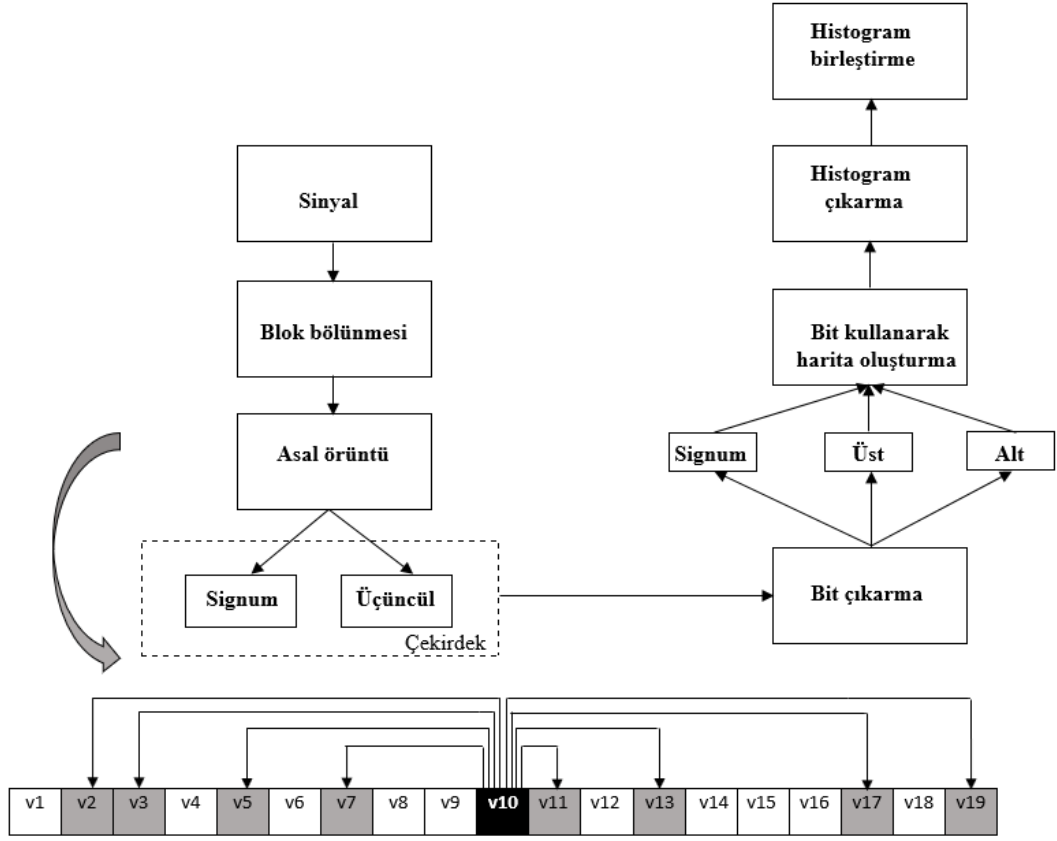 Sinyal
Blok bölünmesi
Asal örüntü
Signum
Üçüncül
Çekirdek
Bit çıkarma
Signum
Üst
Alt
Bit kullanarak
harita oluşturma
Histogram
çıkarma
Histogram
birleştirme
v1 v2 v3 v4 v5 v6 v7 v8 v9 v10 v11 v12 v13 v14 v15 v16 v17 v18 v19